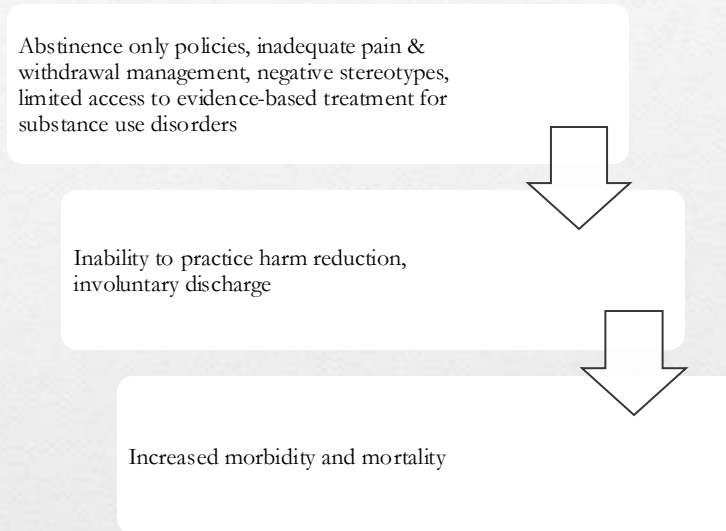 Abstinence only policies, inadequate pain &
withdrawal management, negative stereotypes,
limited access to evidence-based treatment for
substance use disorders
Inability to practice harm reduction,
involuntary discharge
Increased morbidity and mortality